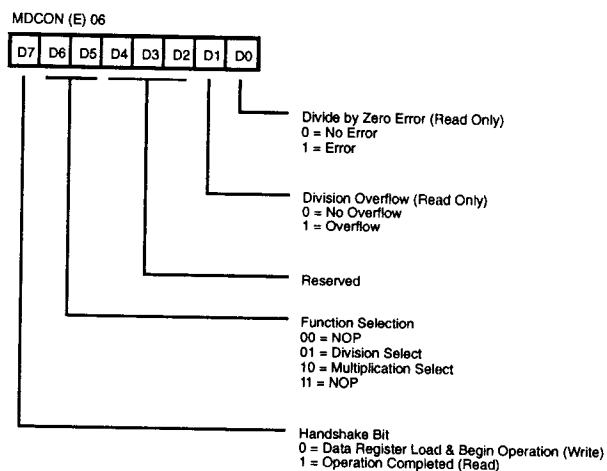 MDCON (E) 06
D7 D6 D5 D4 D3 D2 D1 D0
Divide by Zero Error (Read Only)
0 = No Error
1 = Error
Division Overflow (Read Only)
0 = No Overflow
1 = Overflow
Reserved
Function Selection
00 = NOP
01 = Division Select
10 = Multiplication Select
11 = NOP
Handshake Bit
0 = Data Register Load & Begin Operation (Write)
1 = Operation Completed (Read)